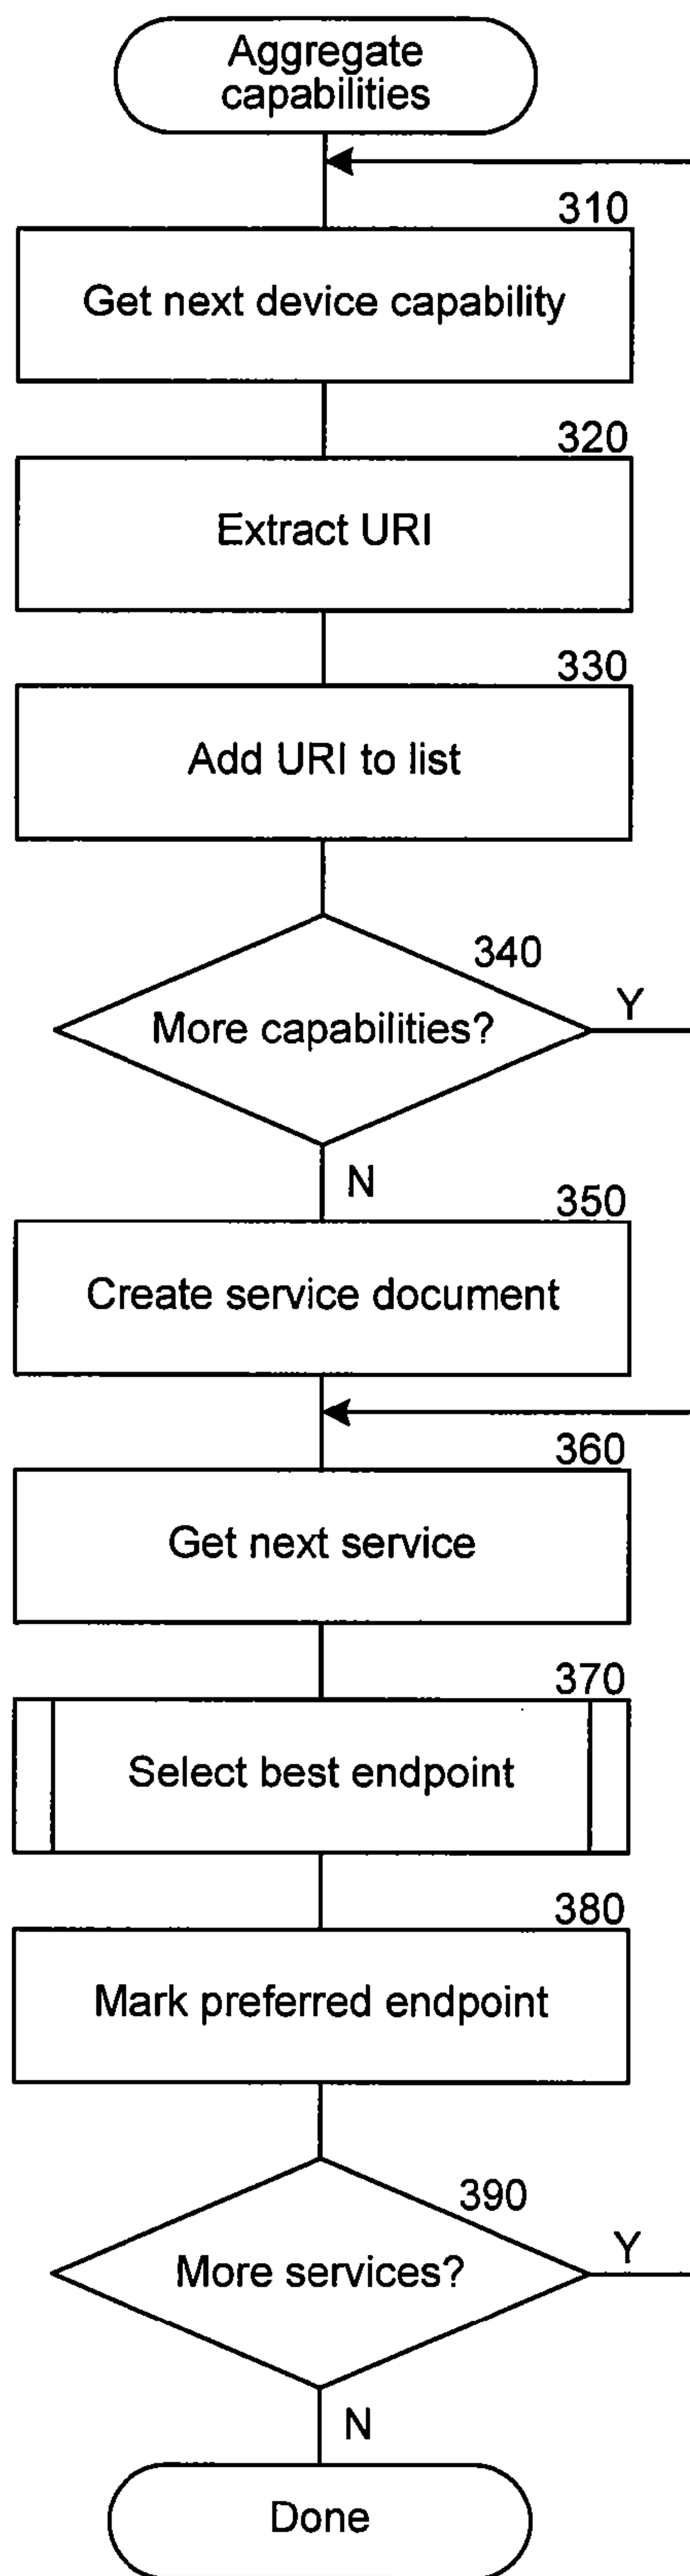 Aggregate
capabilities
310
Get next device capability
320
Extract URI
330
Add URI to list
340
More capabilities?
Y
N
350
Create service document
360
Get next service
370
Select best endpoint
380
Mark preferred endpoint
390
More services?
Y
N
Done